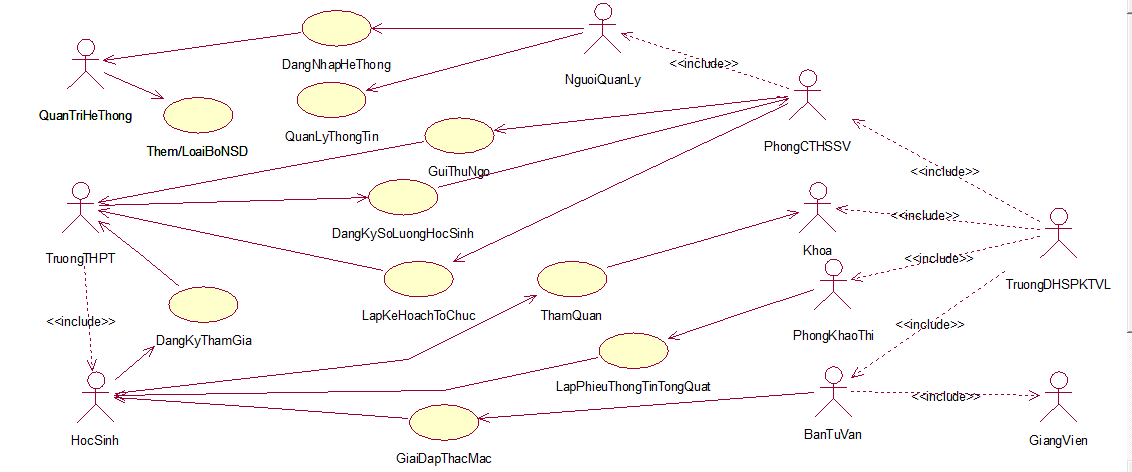 DangNhapHeThong
NguoiQuanLy
<<include>>
QuanTriHeThong
Them/LoaiBoNSD
QuanLyThongTin
PhongCTHSSV
GuiThuNgo
<<include>>
DangKySoLuongHocSinh
<<include>>
TruongTHPT
Khoa
<<include>>
TruongDHSPKTVL
LapKeHoachToChuc
ThamQuan
<<include>>
<<include>>
DangKyThamGia
PhongKhaoThi
LapPhieuThongTinTongQuat
<<include>>
HocSinh
BanTuVan
GiangVien
GiaiDapThacMac